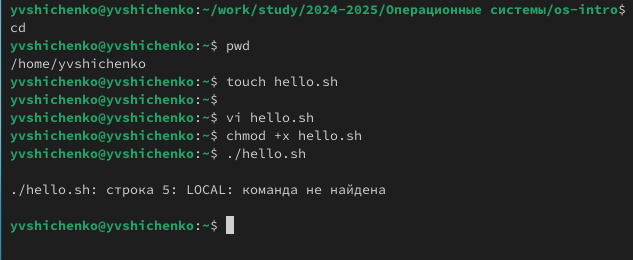 yvshichenko@yvshichenko:~/work/study/2024-2025/Операционные системы/os-intro$
cd
yvshichenko@yvshichenko:~$ pwd
/home/yvshichenko
yvshichenko@yvshichenko:~$ touch hello.sh
yvshichenko@yvshichenko:~$
yvshichenko@yvshichenko:~$ vi hello.sh
yvshichenko@yvshichenko:~$ chmod +x hello.sh
yvshichenko@yvshichenko:~$ ./hello.sh
./hello.sh: строка 5: LOCAL: команда не найдена
yvshichenko@yvshichenko:~$